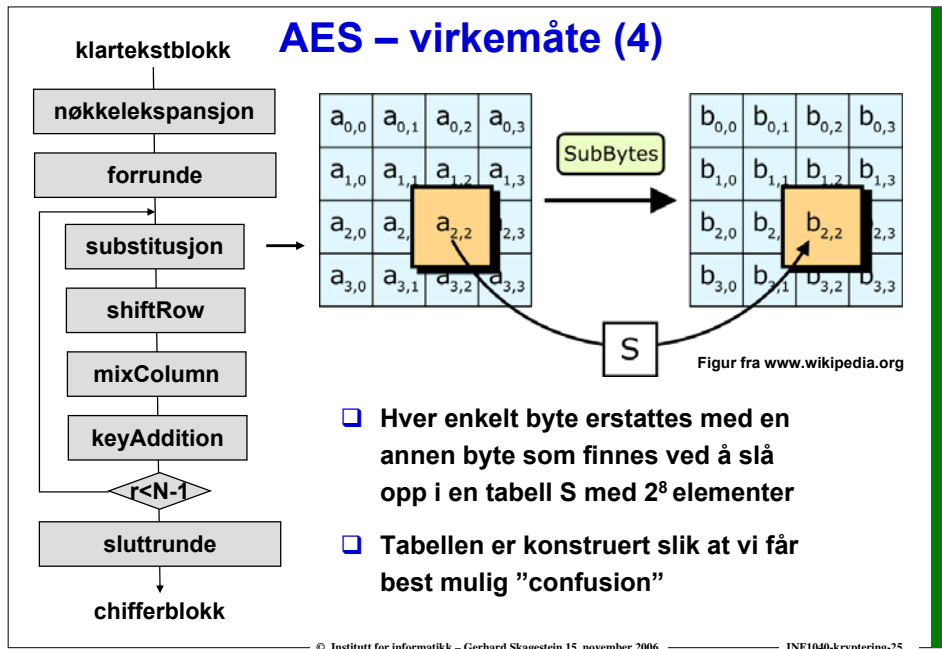 AES – virkemåte (4)
klartekstblokk
nøkkelekspansjon
forrunde
substitusjon
shiftRow
mixColumn
keyAddition
r<N-1
sluttrunde
chifferblokk
a0,0 a0,1 a0,2 a0,3
a1,0 a1,1 a1,2 a1,3
a2,0 a2, a2,2 2,3
a3,0 a3,1 a3,2 a3,3
SubBytes
b0,0 b0,1 b0,2 b0,3
b1,0 b1,1 b1,2 b1,3
b2,0 b2, b2,2 2,3
b3,0 b3,1 b3,2 b3,3
S
Figur fra www.wikipedia.org
❑ Hver enkelt byte erstattes med en
annen byte som finnes ved å slå
opp i en tabell S med 2⁸ elementer
❑ Tabellen er konstruert slik at vi får
best mulig ”confusion”
© Institutt for informatikk – Gerhard Skagestein 15. november 2006
INF1040-kryptering-25